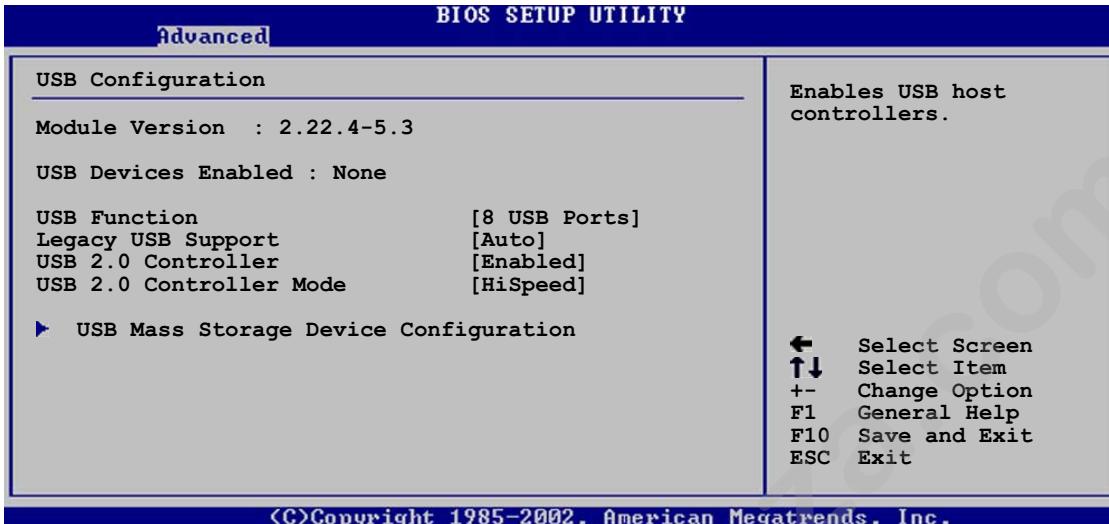 BIOS SETUP UTILITY
Advanced
USB Configuration
Module Version : 2.22.4-5.3
USB Devices Enabled : None
USB Function [8 USB Ports]
Legacy USB Support [Auto]
USB 2.0 Controller [Enabled]
USB 2.0 Controller Mode [HiSpeed]
USB Mass Storage Device Configuration
Enables USB host
controllers.
Select Screen
Select Item
+- Change Option
F1 General Help
F10 Save and Exit
ESC Exit
(C)Copyright 1985-2002, American Megatrends, Inc.